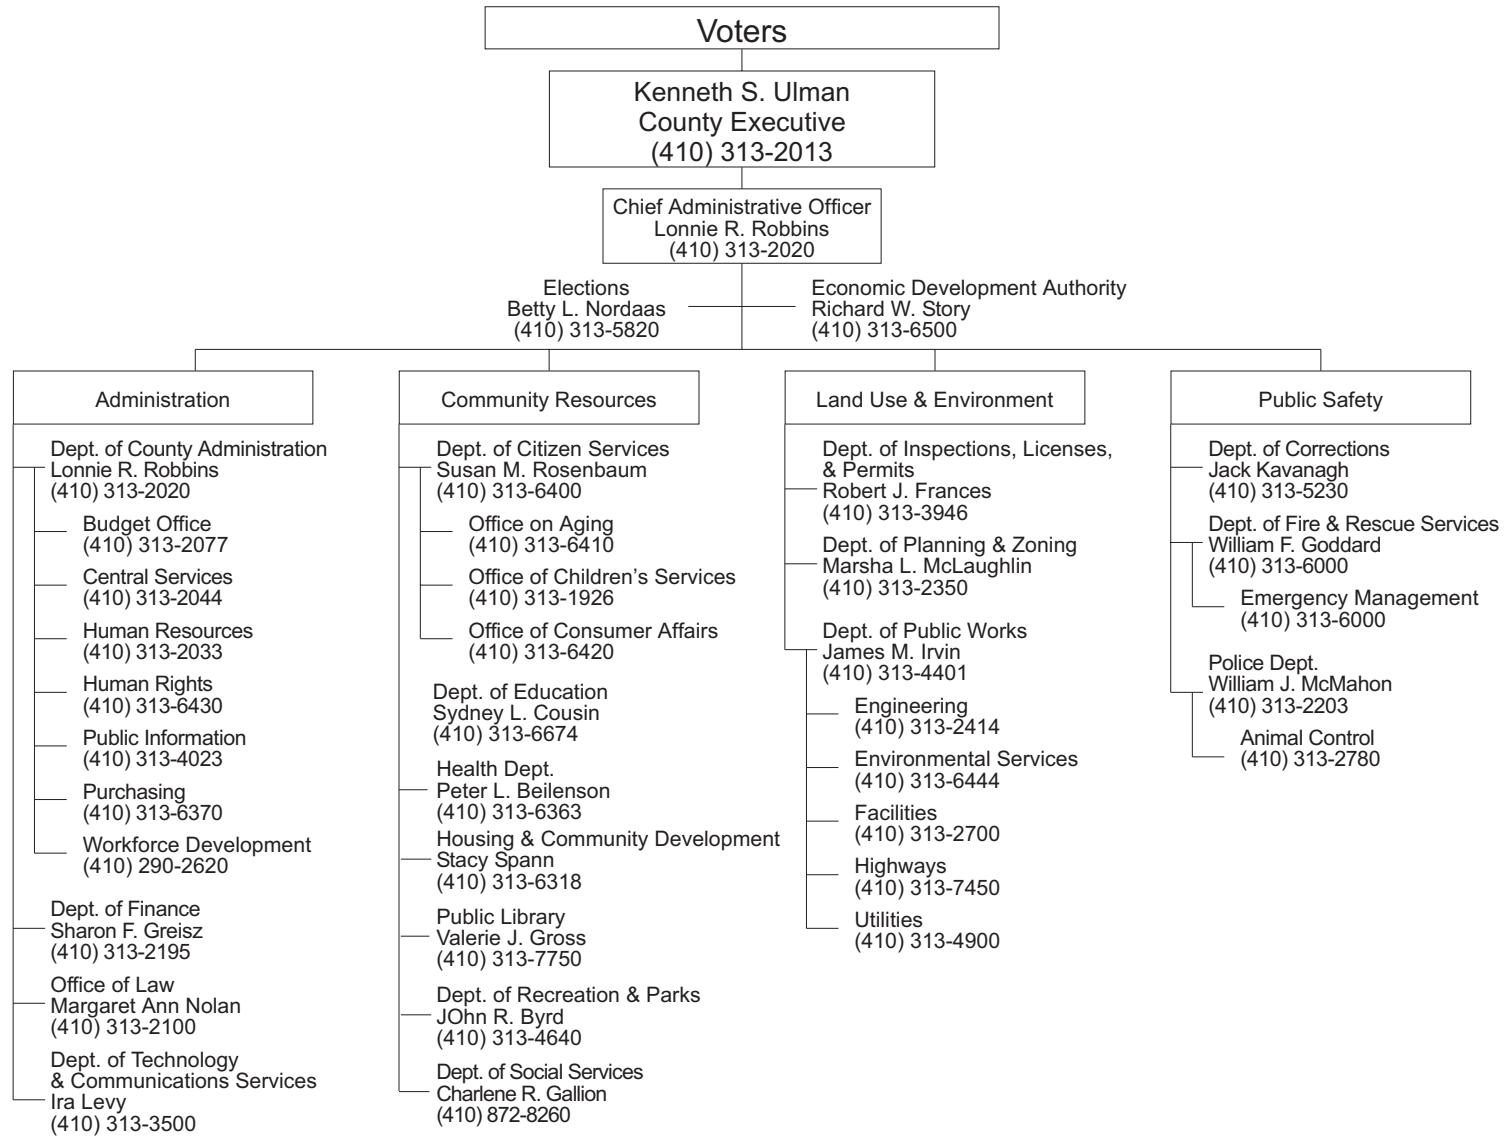 Voters
Kenneth S. Ulman
County Executive
(410) 313-2013
Chief Administrative Officer
Lonnie R. Robbins
(410) 313-2020
Elections
Betty L. Nordaas
(410) 313-5820
Economic Development Authority
Richard W. Story
(410) 313-6500
Administration
Dept. of County Administration
Lonnie R. Robbins
(410) 313-2020
Budget Office
(410) 313-2077
Central Services
(410) 313-2044
Human Resources
(410) 313-2033
Human Rights
(410) 313-6430
Public Information
(410) 313-4023
Purchasing
(410) 313-6370
Workforce Development
(410) 290-2620
Dept. of Finance
Sharon F. Greisz
(410) 313-2195
Office of Law
Margaret Ann Nolan
(410) 313-2100
Dept. of Technology
& Communications Services
Ira Levy
(410) 313-3500
Community Resources
Dept. of Citizen Services
Susan M. Rosenbaum
(410) 313-6400
Office on Aging
(410) 313-6410
Office of Children’s Services
(410) 313-1926
Office of Consumer Affairs
(410) 313-6420
Dept. of Education
Sydney L. Cousin
(410) 313-6674
Health Dept.
Peter L. Beilenson
(410) 313-6363
Housing & Community Development
Stacy Spann
(410) 313-6318
Public Library
Valerie J. Gross
(410) 313-7750
Dept. of Recreation & Parks
JOhn R. Byrd
(410) 313-4640
Dept. of Social Services
Charlene R. Gallion
(410) 872-8260
Land Use & Environment
Dept. of Inspections, Licenses,
& Permits
Robert J. Frances
(410) 313-3946
Dept. of Planning & Zoning
Marsha L. McLaughlin
(410) 313-2350
Dept. of Public Works
James M. Irvin
(410) 313-4401
Engineering
(410) 313-2414
Environmental Services
(410) 313-6444
Facilities
(410) 313-2700
Highways
(410) 313-7450
Utilities
(410) 313-4900
Public Safety
Dept. of Corrections
Jack Kavanagh
(410) 313-5230
Dept. of Fire & Rescue Services
William F. Goddard
(410) 313-6000
Emergency Management
(410) 313-6000
Police Dept.
William J. McMahon
(410) 313-2203
Animal Control
(410) 313-2780